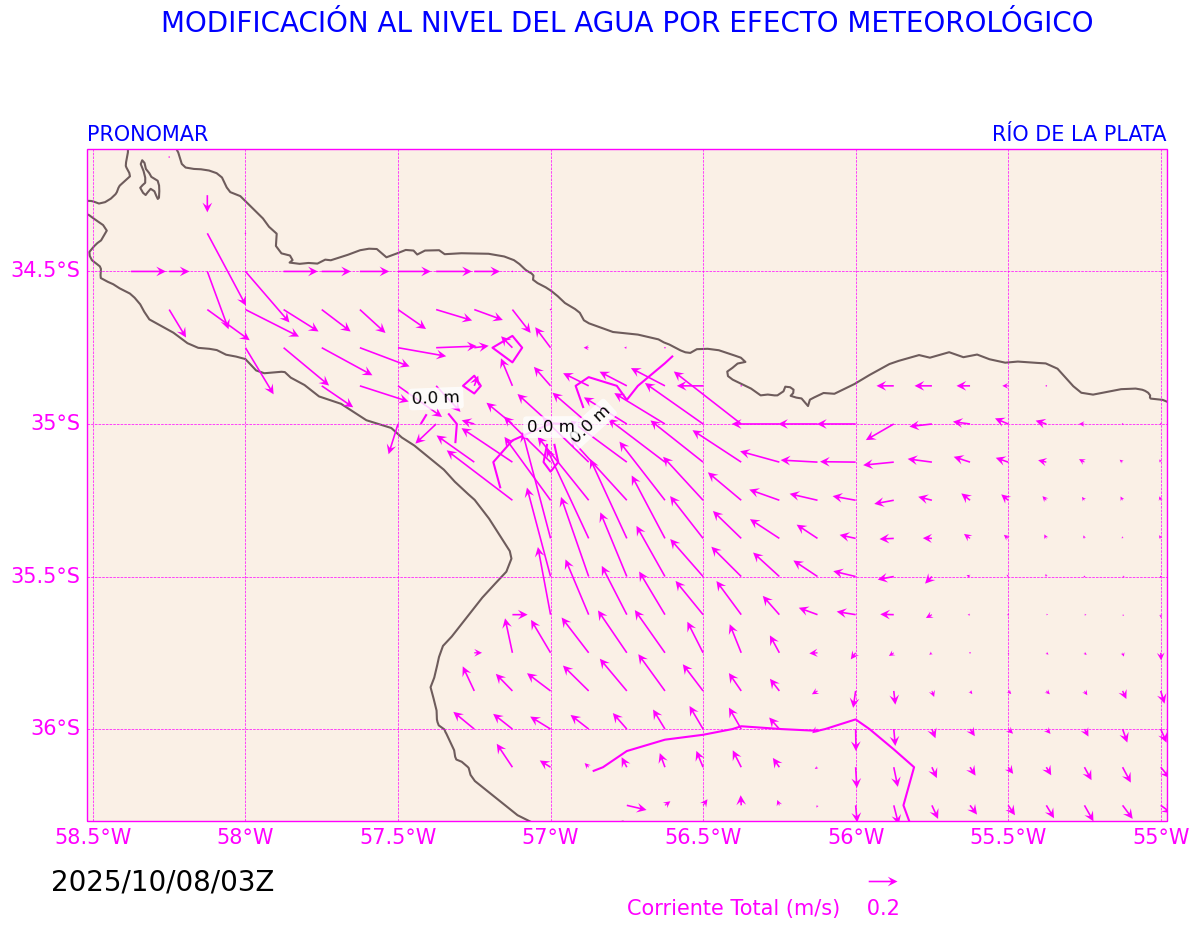 MODIFICACIÓN AL NIVEL DEL AGUA POR EFECTO METEOROLÓGICO
PRONOMAR
RÍO DE LA PLATA
34.5°S
35°S
35.5°S
36°S
0.0 m
0.0 m
0.0 m
58.5°W 58°W 57.5°W 57°W 56.5°W 56°W 55.5°W 55°W
2025/10/08/03Z
Corriente Total (m/s) 0.2